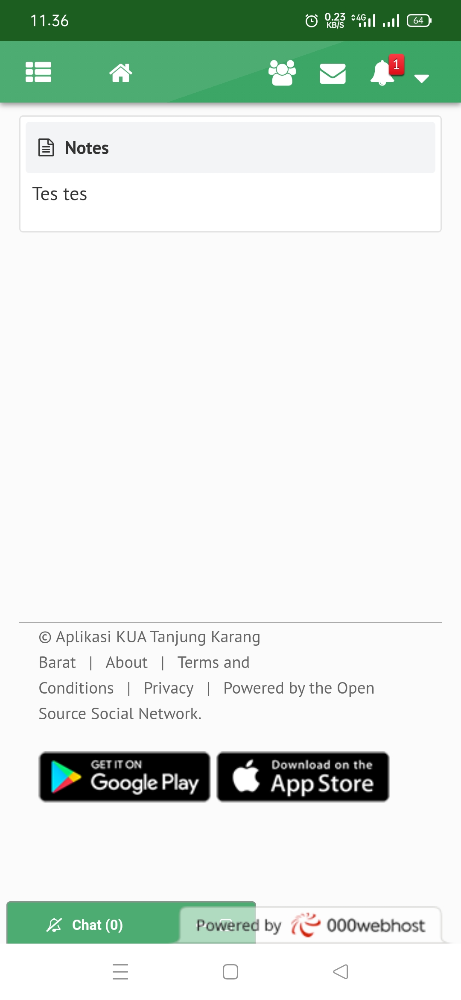 11.36
0.23
KB/S
4G
64
1
Notes
Tes tes
© Aplikasi KUA Tanjung Karang
Barat | About | Terms and
Conditions | Privacy | Powered by the Open
Source Social Network.
GET IT ON
Google Play
Download on the
App Store
Chat (0)
Powered by 000webhost